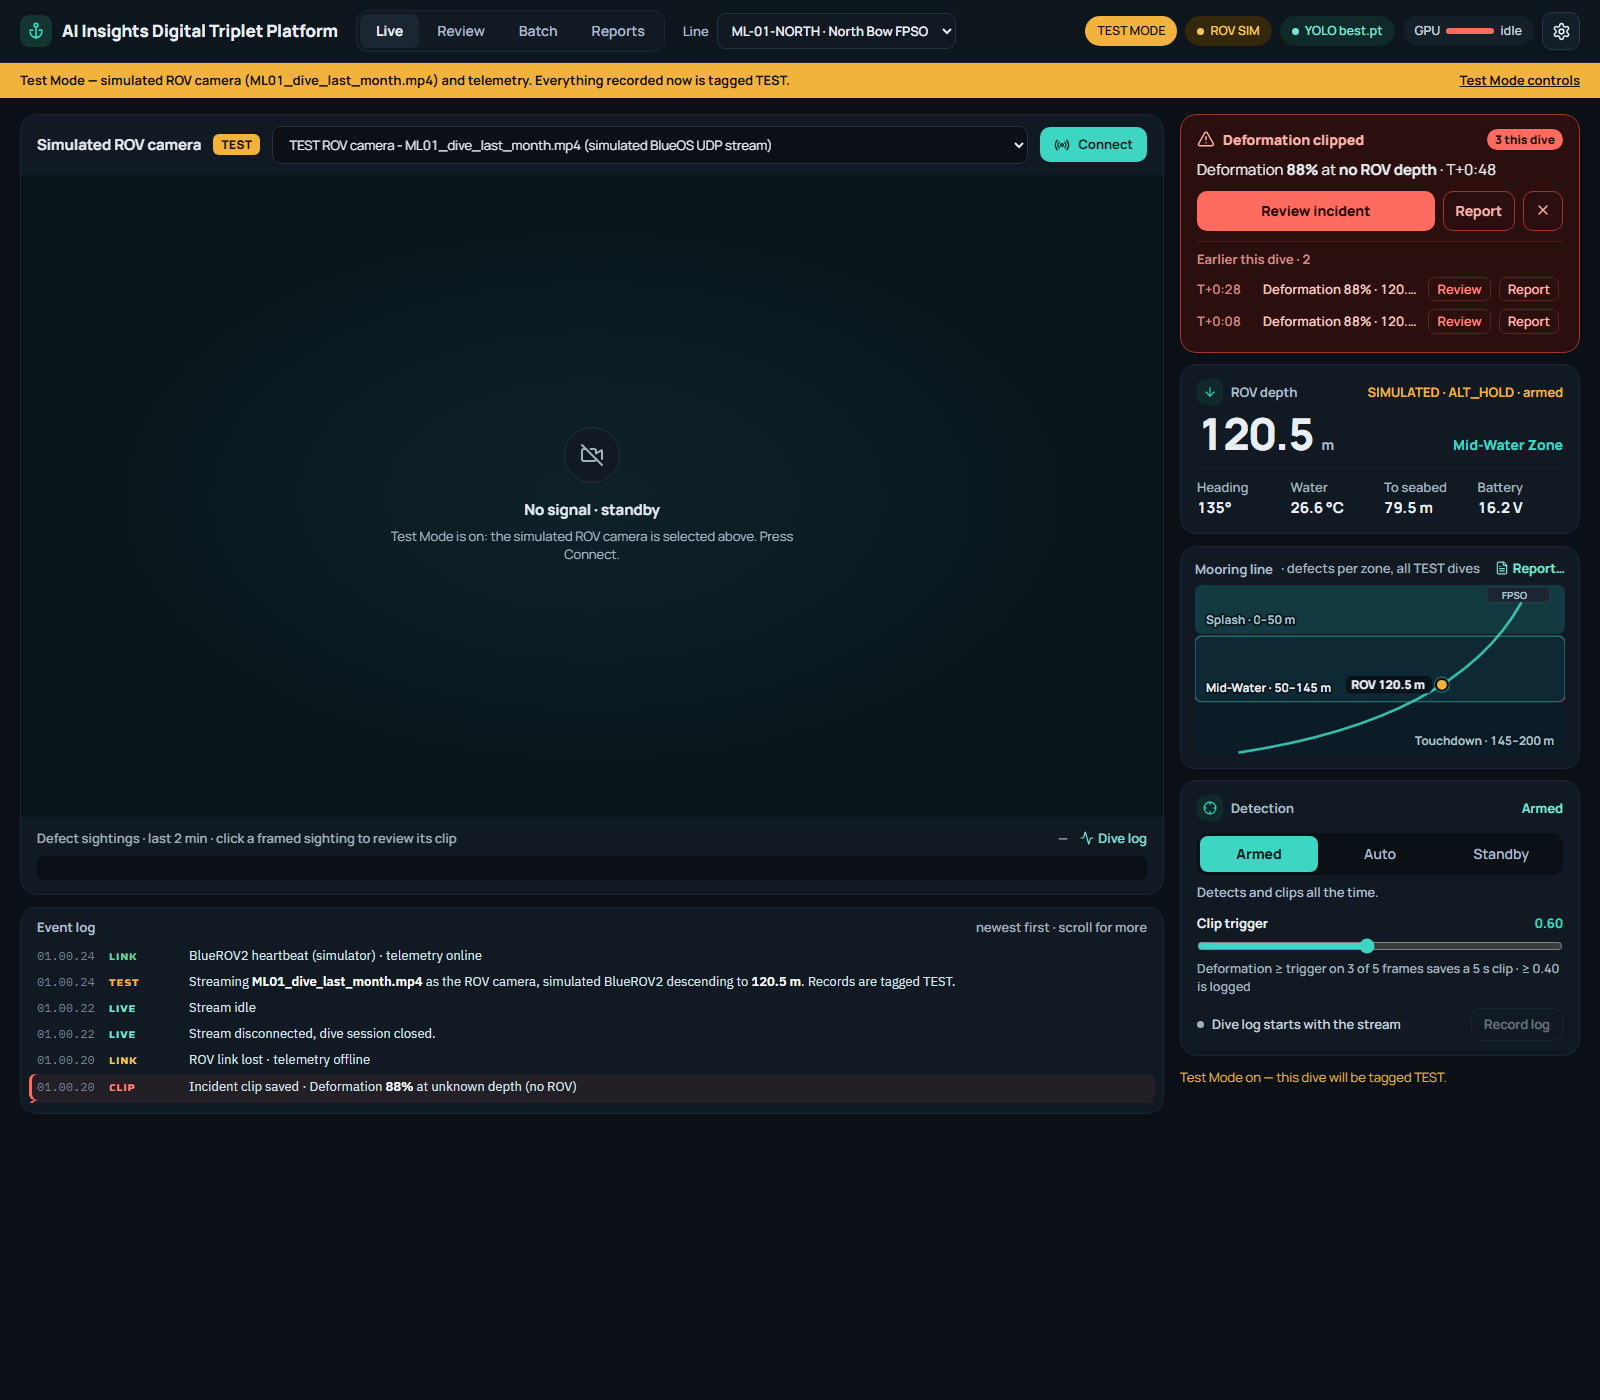 AI Insights Digital Triplet Platform
Live Review Batch Reports
Line ML-01-NORTH · North Bow FPSO
TEST MODE ROV SIM YOLO best.pt GPU idle
Test Mode — simulated ROV camera (ML01_dive_last_month.mp4) and telemetry. Everything recorded now is tagged TEST.
Test Mode controls
Simulated ROV camera TEST TEST ROV camera - ML01_dive_last_month.mp4 (simulated BlueOS UDP stream) Connect
No signal · standby
Test Mode is on: the simulated ROV camera is selected above. Press
Connect.
Defect sightings · last 2 min · click a framed sighting to review its clip – Dive log
Event log newest first · scroll for more
01.00.24 LINK BlueROV2 heartbeat (simulator) · telemetry online
01.00.24 TEST Streaming ML01_dive_last_month.mp4 as the ROV camera, simulated BlueROV2 descending to 120.5 m. Records are tagged TEST.
01.00.22 LIVE Stream idle
01.00.22 LIVE Stream disconnected, dive session closed.
01.00.20 LINK ROV link lost · telemetry offline
01.00.20 CLIP Incident clip saved · Deformation 88% at unknown depth (no ROV)
Deformation clipped 3 this dive
Deformation 88% at no ROV depth · T+0:48
Review incident Report ×
Earlier this dive · 2
T+0:28 Deformation 88% · 120.… Review Report
T+0:08 Deformation 88% · 120.… Review Report
ROV depth SIMULATED · ALT_HOLD · armed
120.5 m Mid-Water Zone
Heading Water To seabed Battery
135° 26.6 °C 79.5 m 16.2 V
Mooring line · defects per zone, all TEST dives Report…
FPSO
Splash · 0–50 m
Mid-Water · 50–145 m ROV 120.5 m
Touchdown · 145–200 m
Detection Armed
Armed Auto Standby
Detects and clips all the time.
Clip trigger 0.60
Deformation ≥ trigger on 3 of 5 frames saves a 5 s clip · ≥ 0.40
is logged
Dive log starts with the stream Record log
Test Mode on — this dive will be tagged TEST.